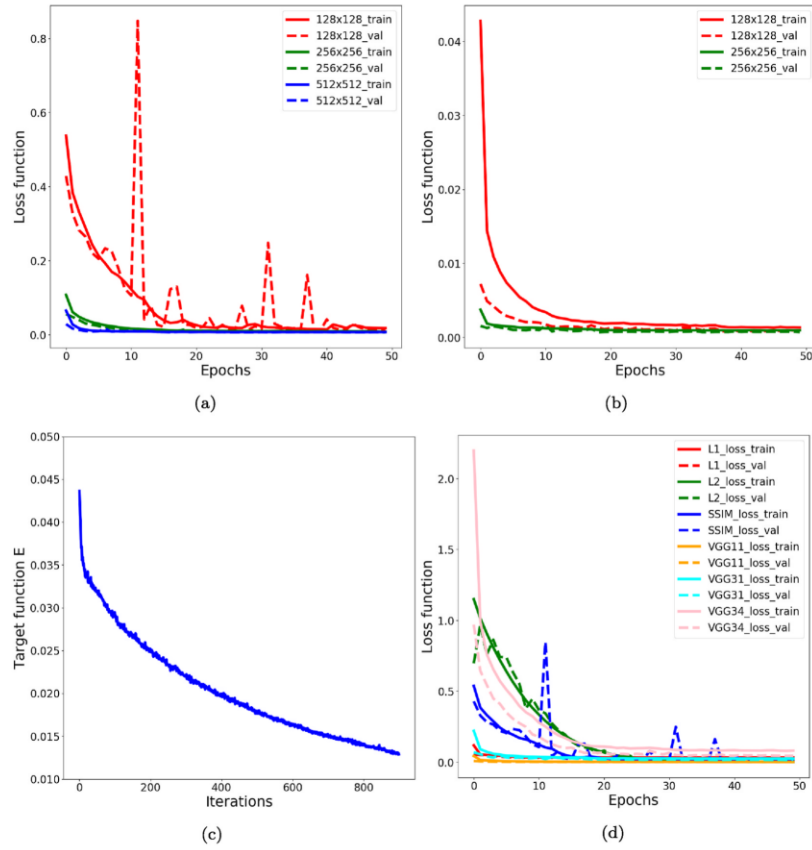 128x128_train
128x128_val
256x256_train
256x256_val
512x512_train
512x512_val
0.8
0.6
0.4
0.2
0.0
Loss function
0 10 20 30 40 50
Epochs
(a)
128x128_train
128x128_val
256x256_train
256x256_val
0.04
0.03
0.02
0.01
0.00
Loss function
0 10 20 30 40 50
Epochs
(b)
0.050
0.045
0.040
0.035
0.030
0.025
0.020
0.015
0.010
Target function E
0 200 400 600 800
Iterations
(c)
L1_loss_train
L1_loss_val
L2_loss_train
L2_loss_val
SSIM_loss_train
SSIM_loss_val
VGG11_loss_train
VGG11_loss_val
VGG31_loss_train
VGG31_loss_val
VGG34_loss_train
VGG34_loss_val
2.0
1.5
1.0
0.5
0.0
Loss function
0 10 20 30 40 50
Epochs
(d)